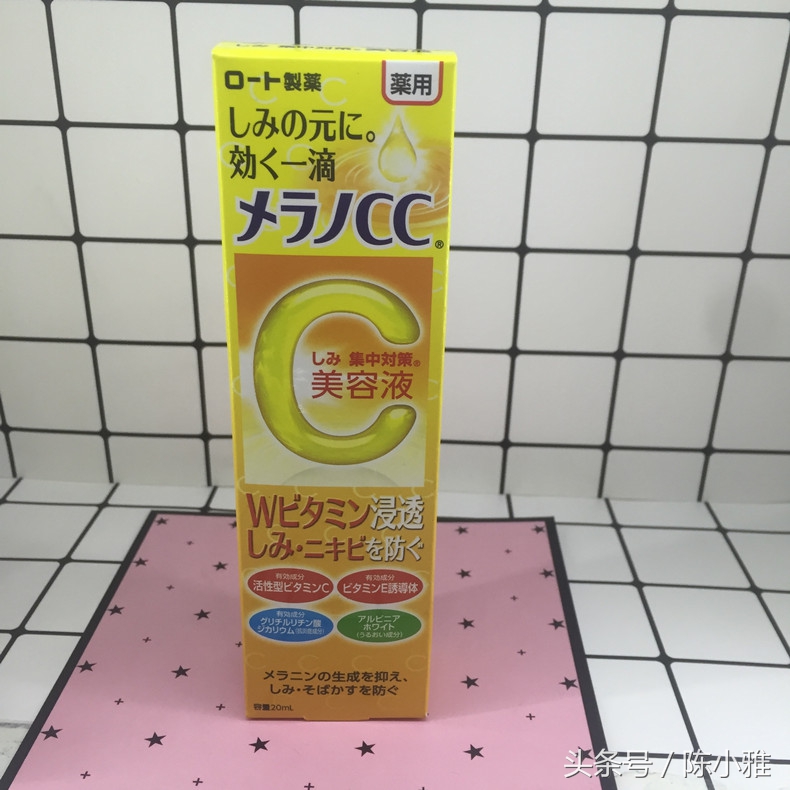 ロート製薬
薬用
しみの元に。
効く一滴
メラノCC®
しみ 集中対策®
美容液
Wビタミン浸透
しみ・ニキビを防ぐ
有効成分
活性型ビタミンC
有効成分
ビタミンE誘導体
有効成分
グリチルリチン酸
ジカリウム
アルピニア
ホワイト
(うるおい成分)
メラニンの生成を抑え、
しみ・そばかすを防ぐ
容量20mL
头条号 / 陈小雅